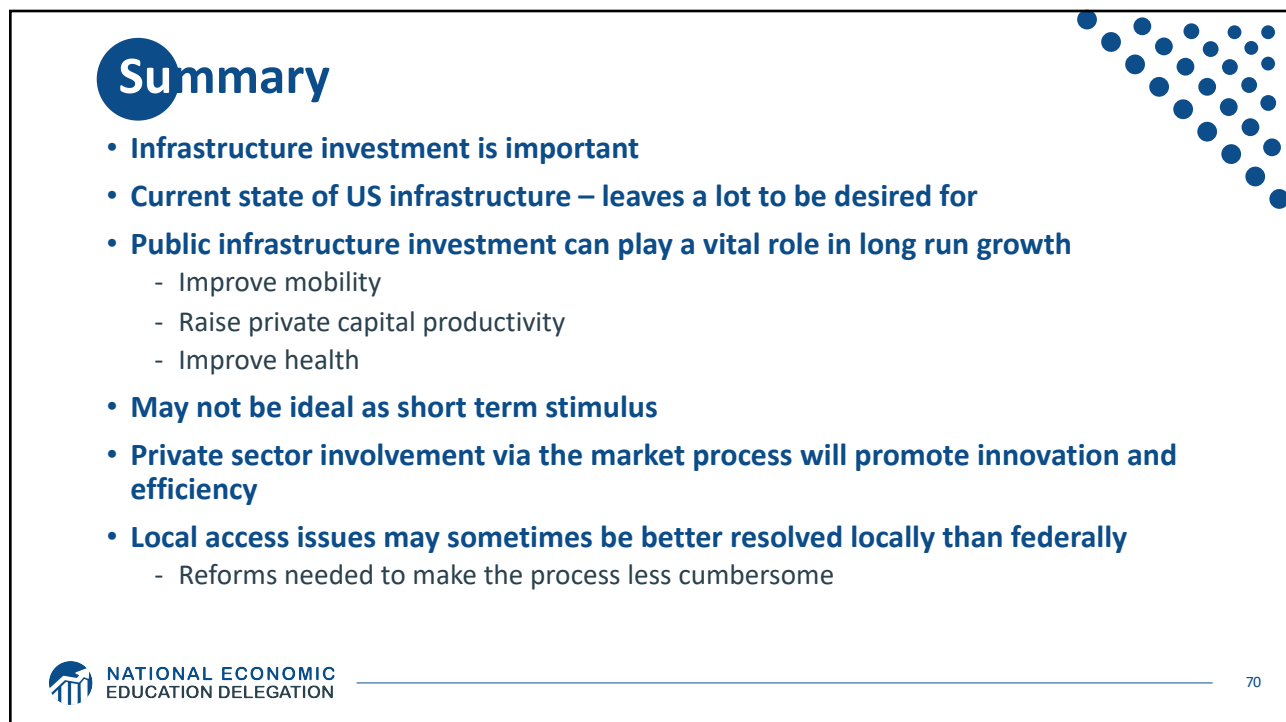 Summary
• Infrastructure investment is important
• Current state of US infrastructure – leaves a lot to be desired for
• Public infrastructure investment can play a vital role in long run growth
- Improve mobility
- Raise private capital productivity
- Improve health
• May not be ideal as short term stimulus
• Private sector involvement via the market process will promote innovation and
efficiency
• Local access issues may sometimes be better resolved locally than federally
- Reforms needed to make the process less cumbersome
NATIONAL ECONOMIC
EDUCATION DELEGATION
70